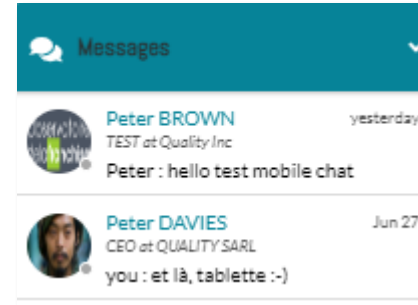 Messages
Peter BROWN
yesterday
TEST at Quality Inc
Peter : hello test mobile chat
Peter DAVIES
Jun 27
CEO at QUALITY SARL
you : et là, tablette :-)